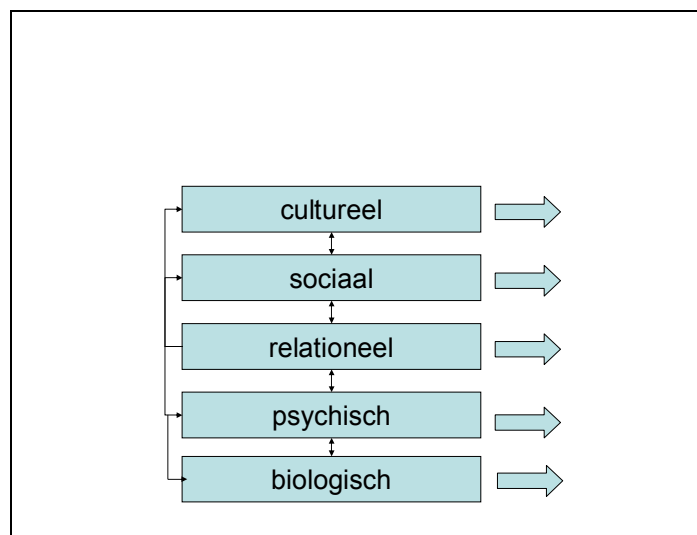 cultureel
sociaal
relationeel
psychisch
biologisch